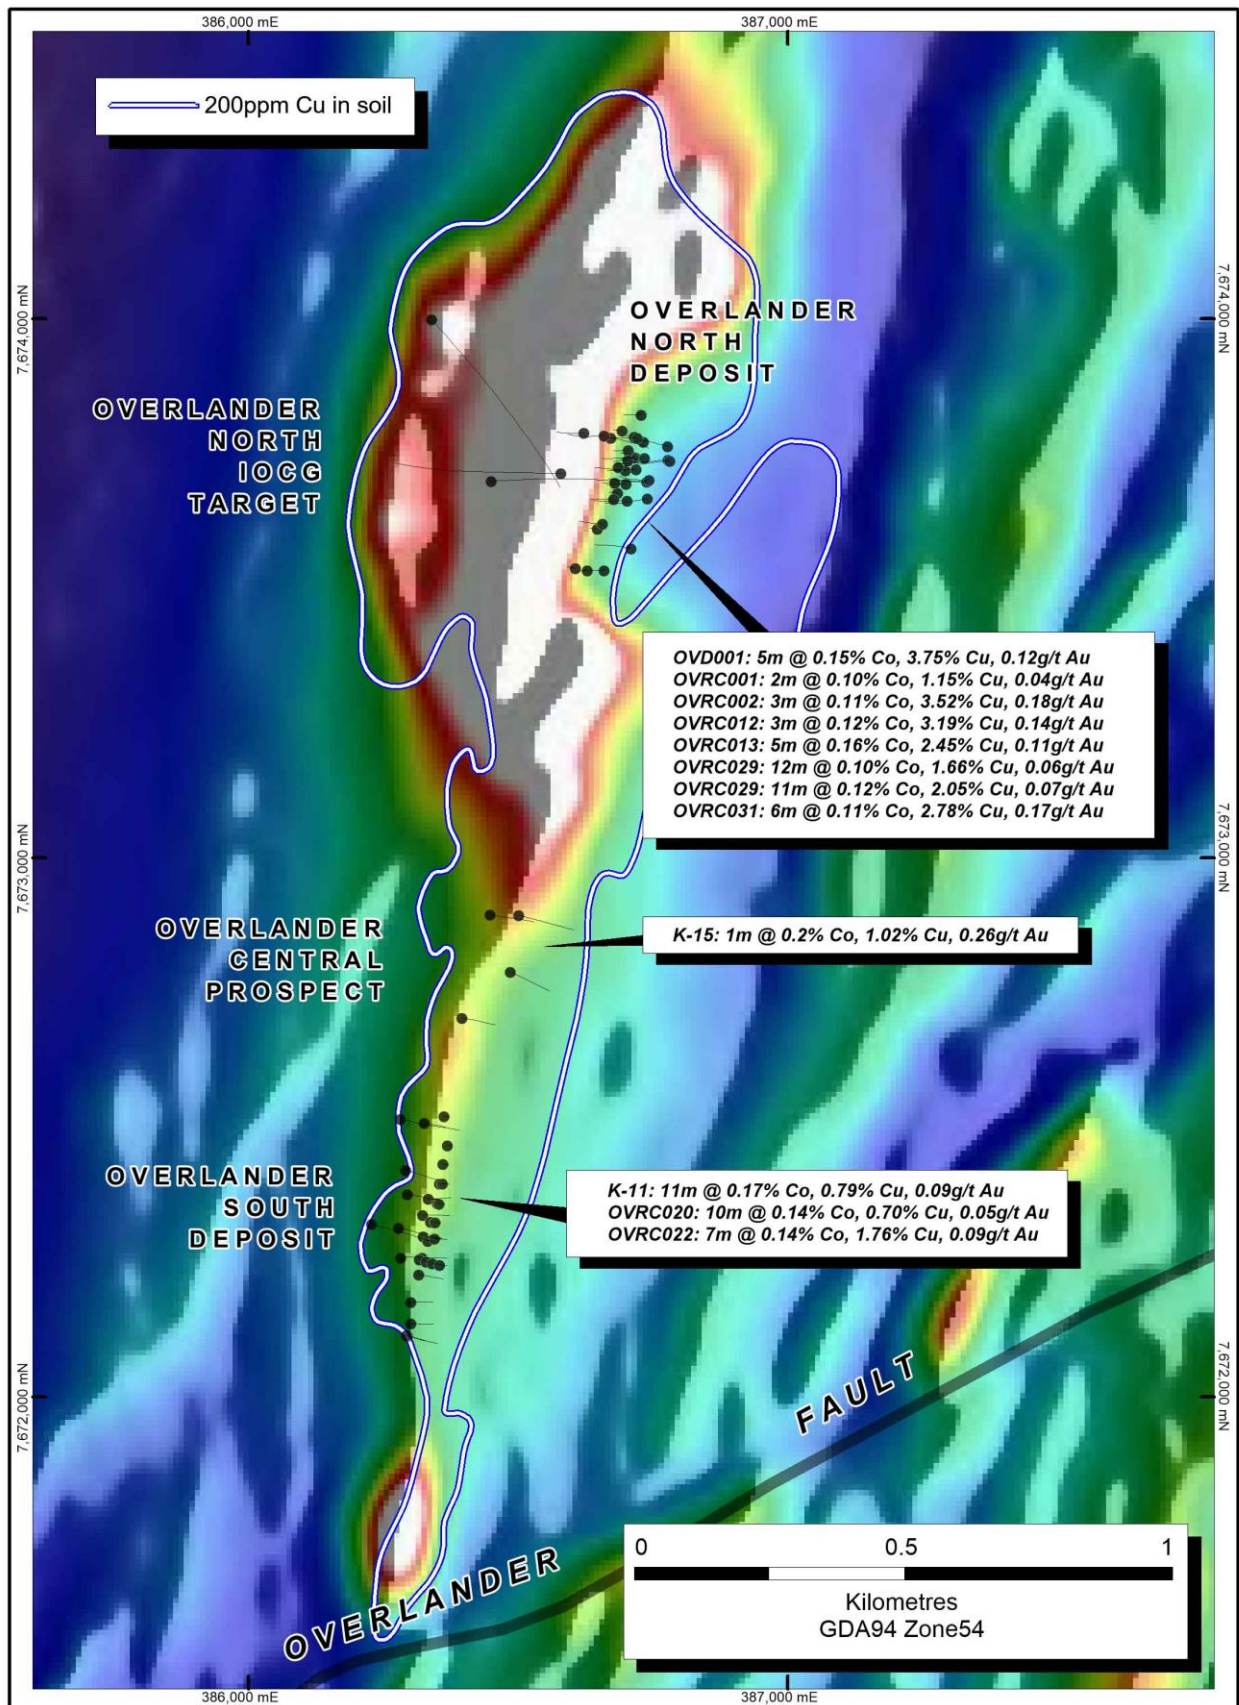 386,000 mE
387,000 mE
200ppm Cu in soil
7,674,000 mN
7,674,000 mN
OVERLANDER
NORTH
DEPOSIT
OVERLANDER
NORTH
IOCG
TARGET
OVD001: 5m @ 0.15% Co, 3.75% Cu, 0.12g/t Au
OVRC001: 2m @ 0.10% Co, 1.15% Cu, 0.04g/t Au
OVRC002: 3m @ 0.11% Co, 3.52% Cu, 0.18g/t Au
OVRC012: 3m @ 0.12% Co, 3.19% Cu, 0.14g/t Au
OVRC013: 5m @ 0.16% Co, 2.45% Cu, 0.11g/t Au
OVRC029: 12m @ 0.10% Co, 1.66% Cu, 0.06g/t Au
OVRC029: 11m @ 0.12% Co, 2.05% Cu, 0.07g/t Au
OVRC031: 6m @ 0.11% Co, 2.78% Cu, 0.17g/t Au
7,673,000 mN
7,673,000 mN
OVERLANDER
CENTRAL
PROSPECT
K-15: 1m @ 0.2% Co, 1.02% Cu, 0.26g/t Au
OVERLANDER
SOUTH
DEPOSIT
K-11: 11m @ 0.17% Co, 0.79% Cu, 0.09g/t Au
OVRC020: 10m @ 0.14% Co, 0.70% Cu, 0.05g/t Au
OVRC022: 7m @ 0.14% Co, 1.76% Cu, 0.09g/t Au
7,672,000 mN
7,672,000 mN
OVERLANDER FAULT
0 0.5 1
Kilometres
GDA94 Zone54
386,000 mE
387,000 mE